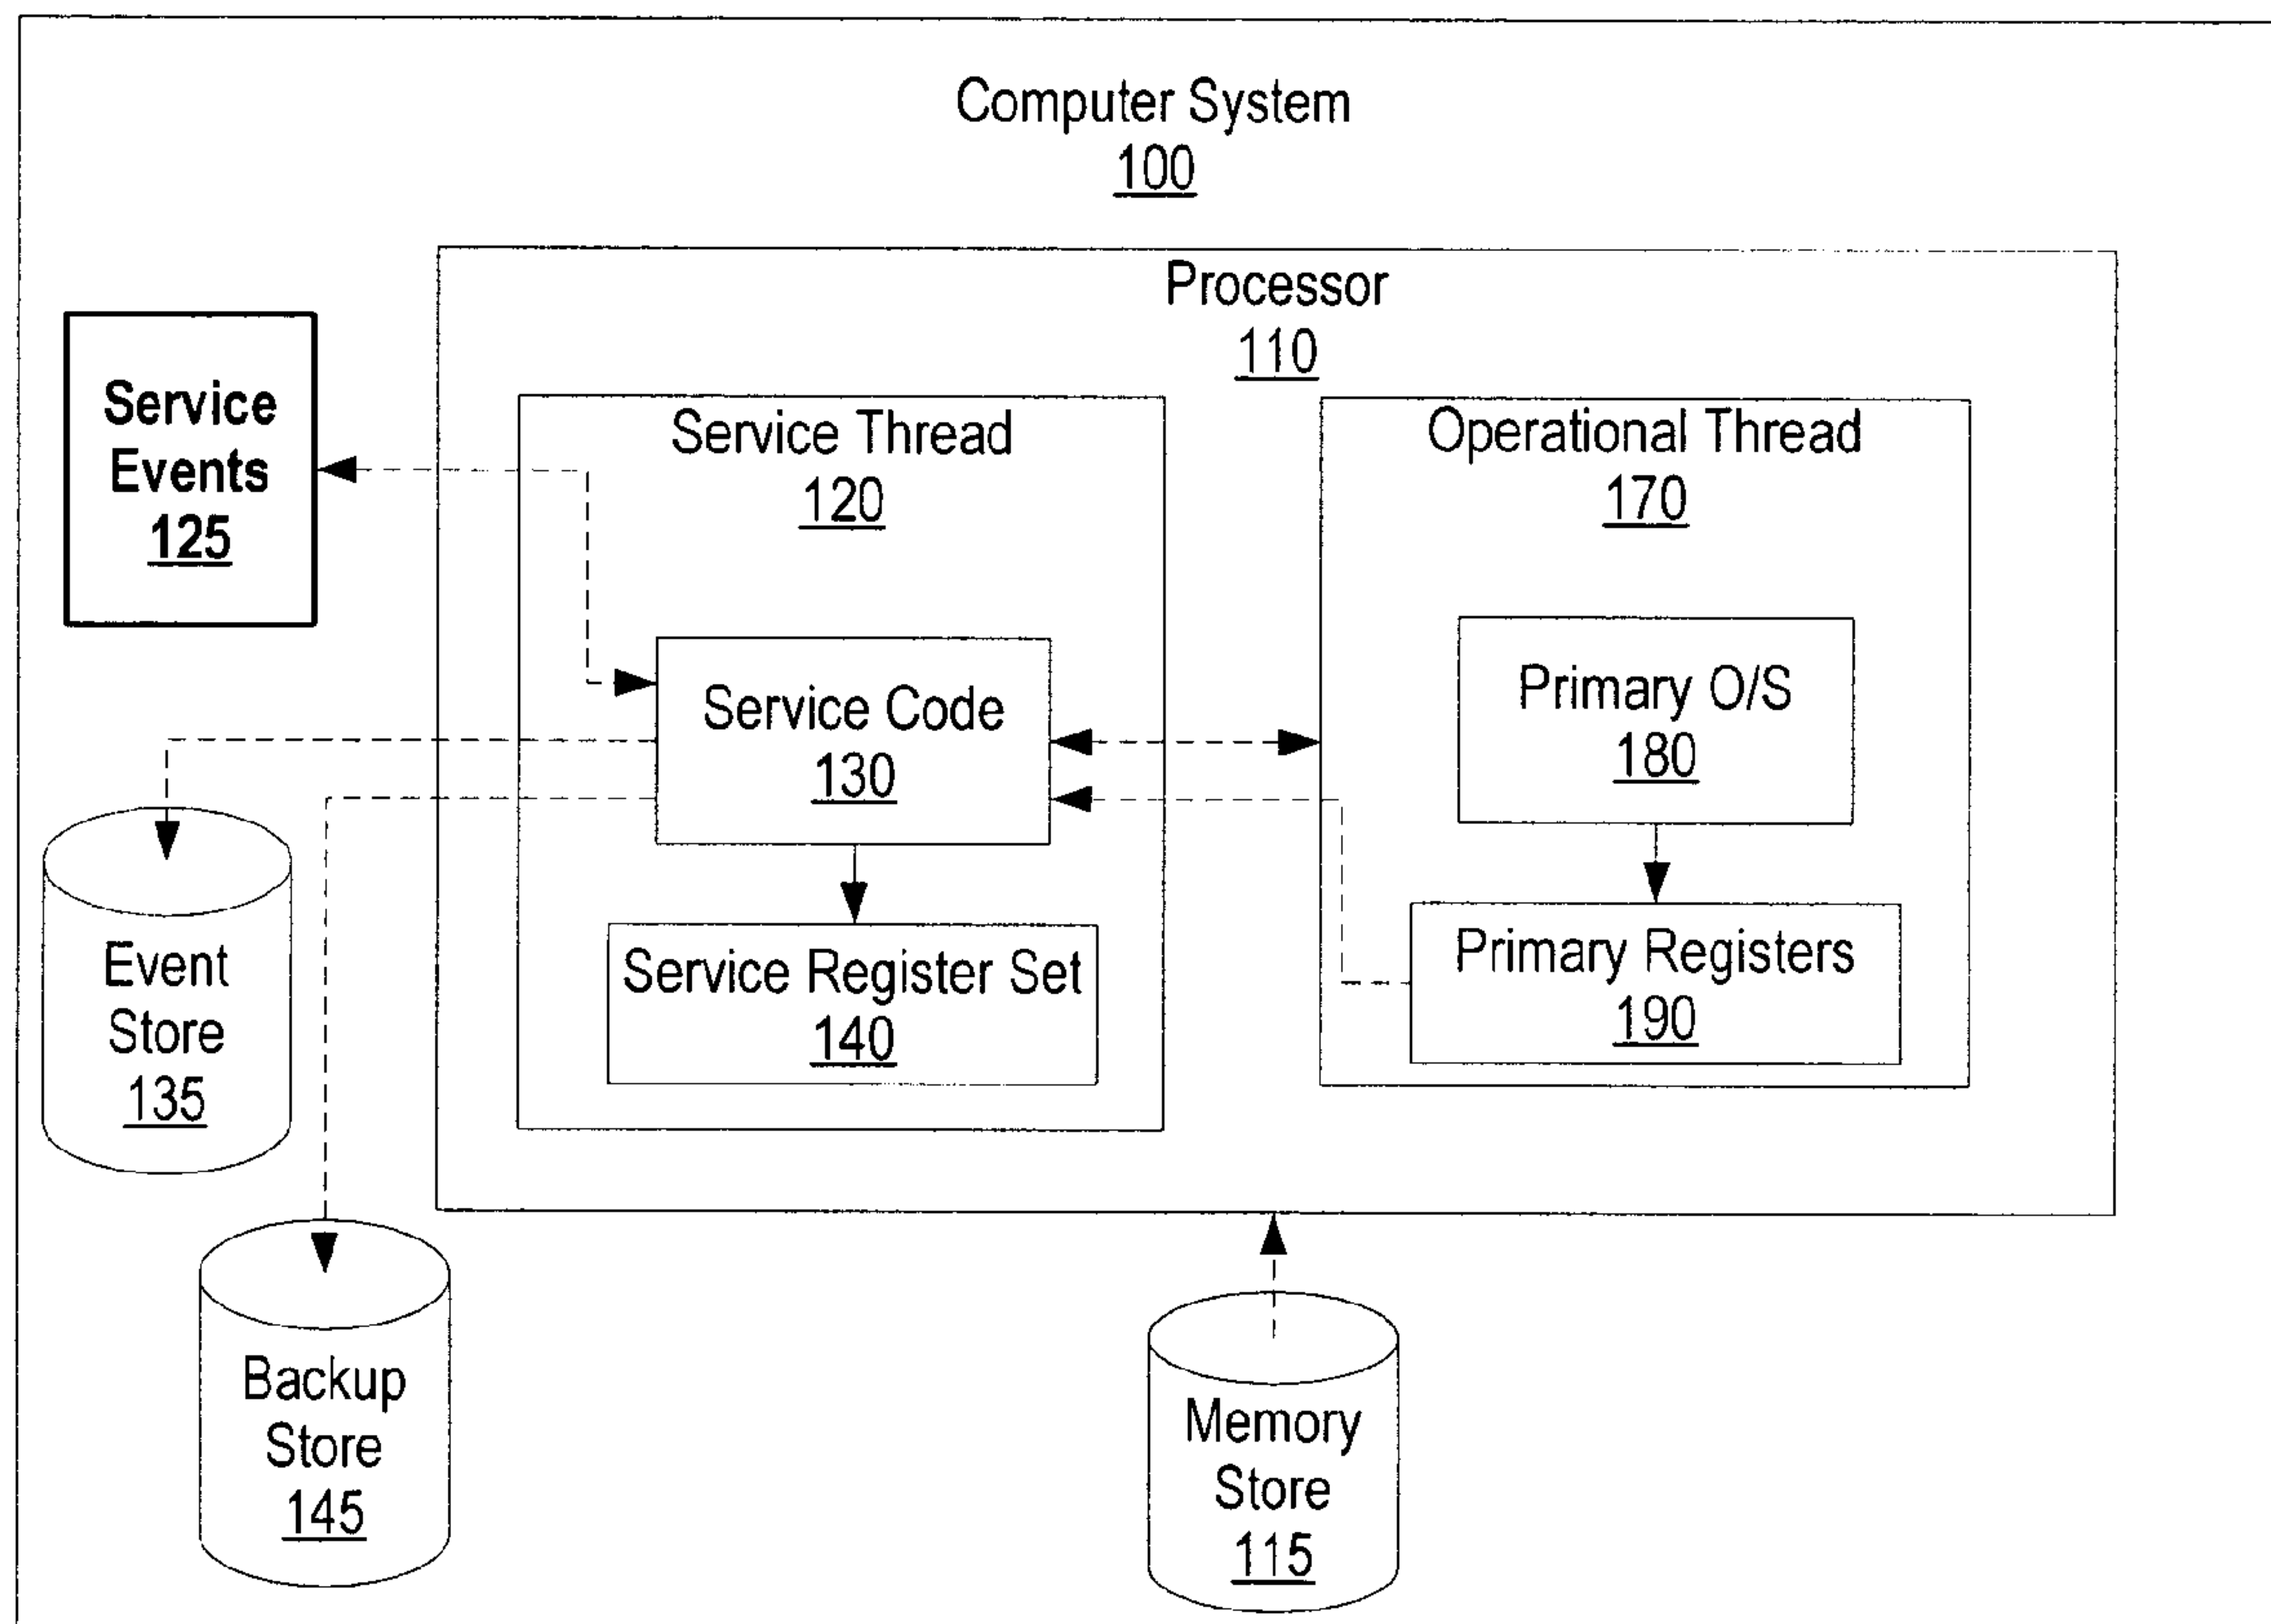 Computer System
100
Processor
110
Service
Events
125
Service Thread
120
Operational Thread
170
Service Code
130
Primary O/S
180
Service Register Set
140
Primary Registers
190
Event
Store
135
Backup
Store
145
Memory
Store
115